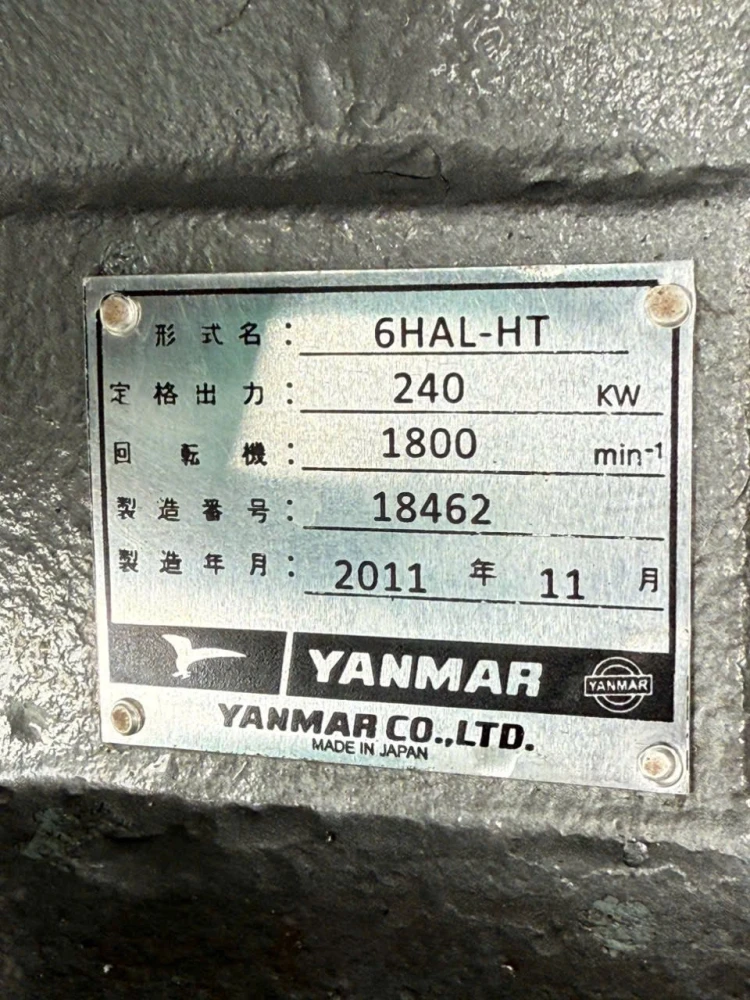 形式名: 6HAL-HT
定格出力: 240 KW
回転機: 1800 min-1
製造番号: 18462
製造年月: 2011 年 11 月
YANMAR YANMAR
YANMAR CO.,LTD.
MADE IN JAPAN